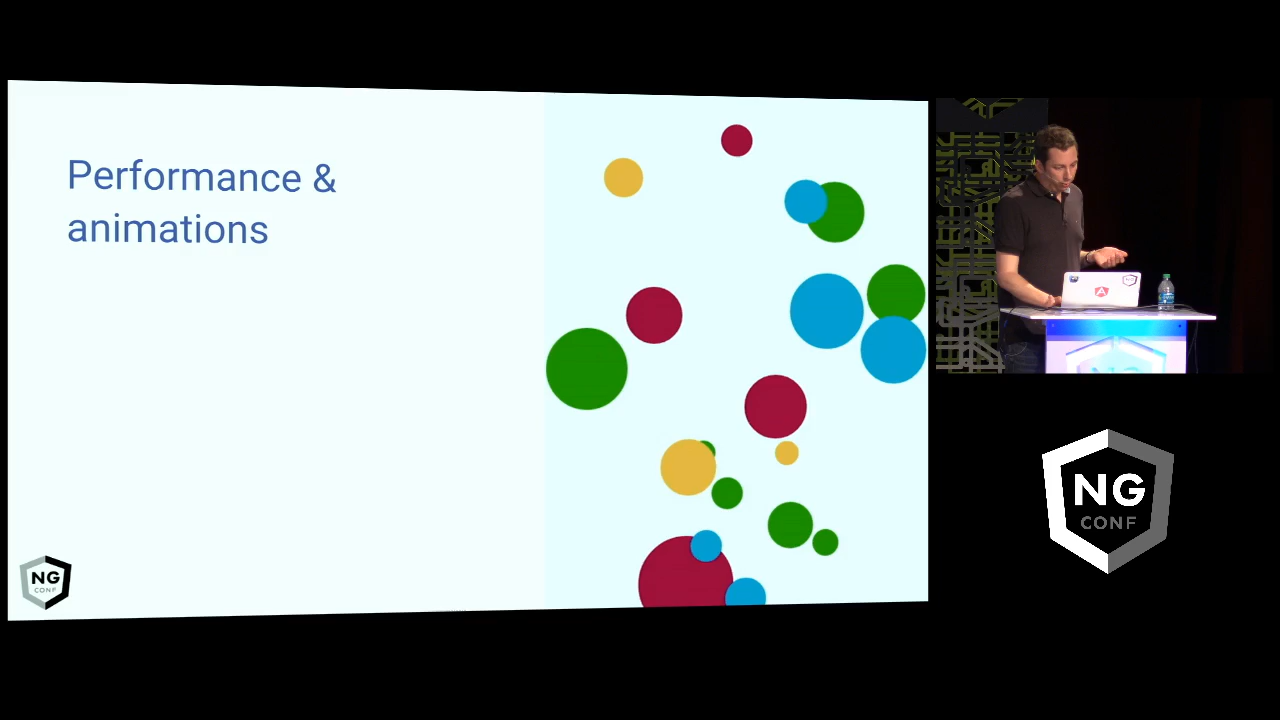 Performance &
animations
NG
CONF
NG
CONF